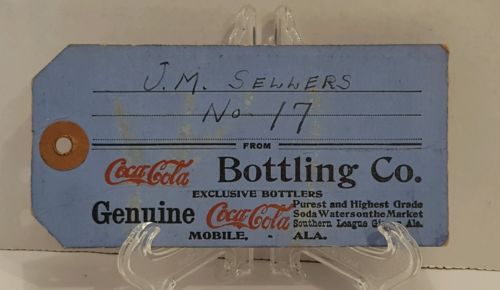 J.M. SELLERS
No 17
FROM
Coca-Cola Bottling Co.
EXCLUSIVE BOTTLERS
Genuine Coca-Cola Purest and Highest Grade
Soda Waters on the Market
Southern League Ale.
MOBILE, - ALA.